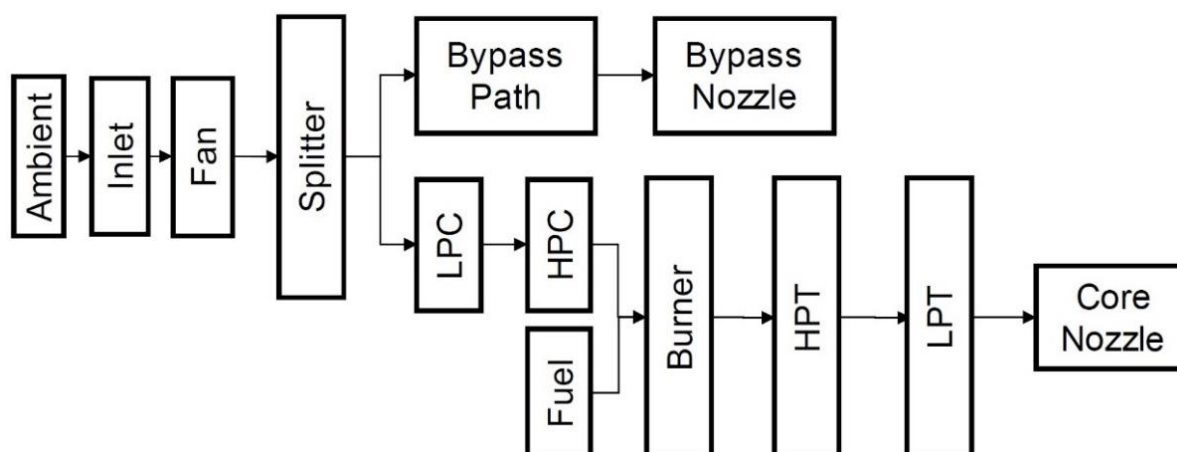 Ambient
Inlet
Fan
Splitter
Bypass
Path
Bypass
Nozzle
LPC
HPC
Fuel
Burner
HPT
LPT
Core
Nozzle